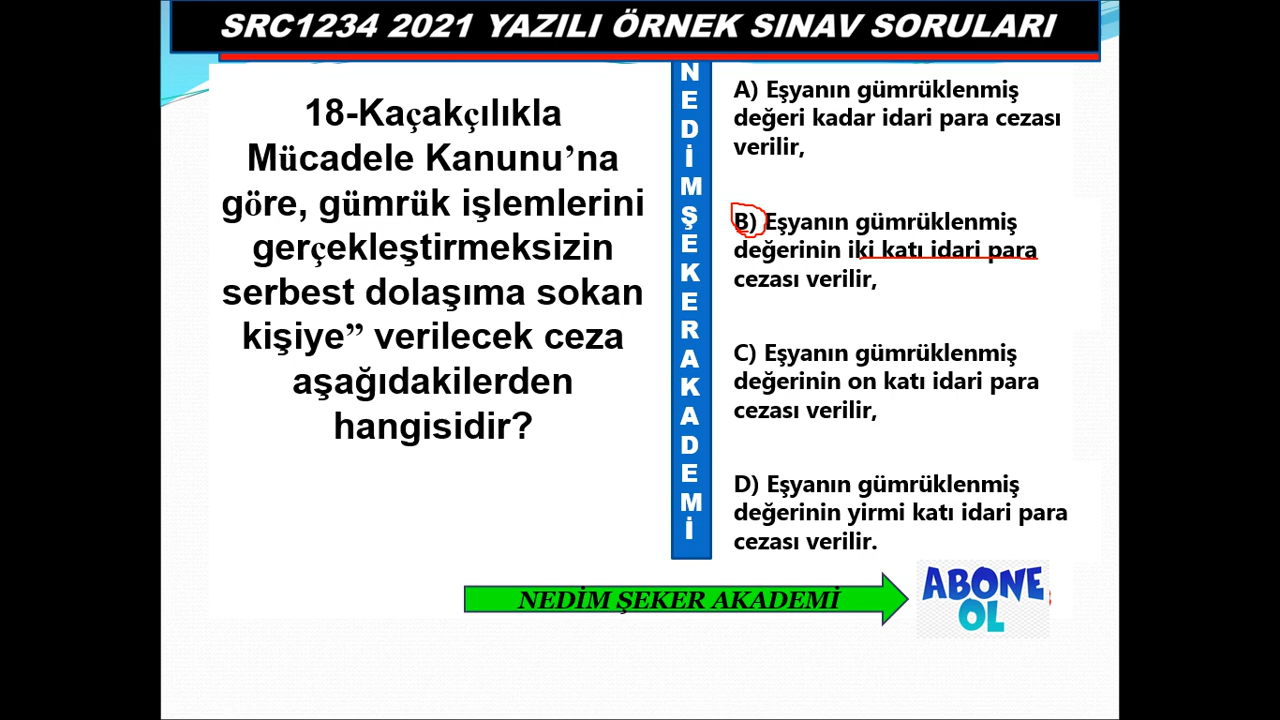 SRC1234 2021 YAZILI ÖRNEK SINAV SORULARI
18-Kaçakçılıkla
Mücadele Kanunu’na
göre, gümrük işlemlerini
gerçekleştirmeksizin
serbest dolaşıma sokan
kişiye” verilecek ceza
aşağıdakilerden
hangisidir?
NEDİMŞEKERAKADEMİ
A) Eşyanın gümrüklenmiş
değeri kadar idari para cezası
verilir,
B) Eşyanın gümrüklenmiş
değerinin iki katı idari para
cezası verilir,
C) Eşyanın gümrüklenmiş
değerinin on katı idari para
cezası verilir,
D) Eşyanın gümrüklenmiş
değerinin yirmi katı idari para
cezası verilir.
NEDİM ŞEKER AKADEMİ
ABONE
OL